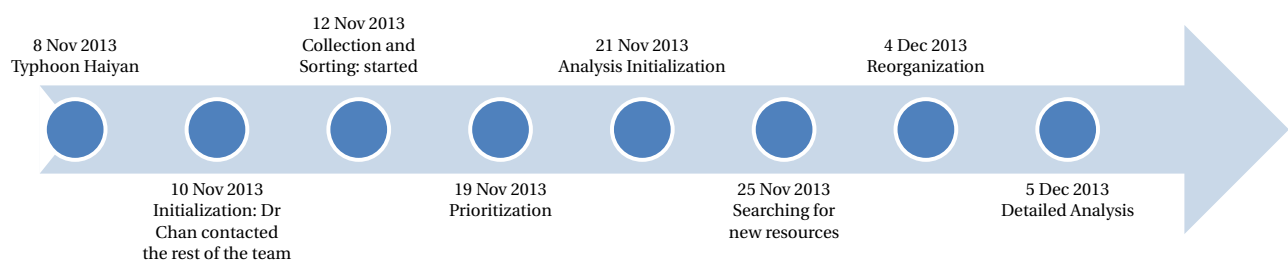 8 Nov 2013
Typhoon Haiyan
10 Nov 2013
Initialization: Dr
Chan contacted
the rest of the team
12 Nov 2013
Collection and
Sorting: started
19 Nov 2013
Prioritization
21 Nov 2013
Analysis Initialization
25 Nov 2013
Searching for
new resources
4 Dec 2013
Reorganization
5 Dec 2013
Detailed Analysis